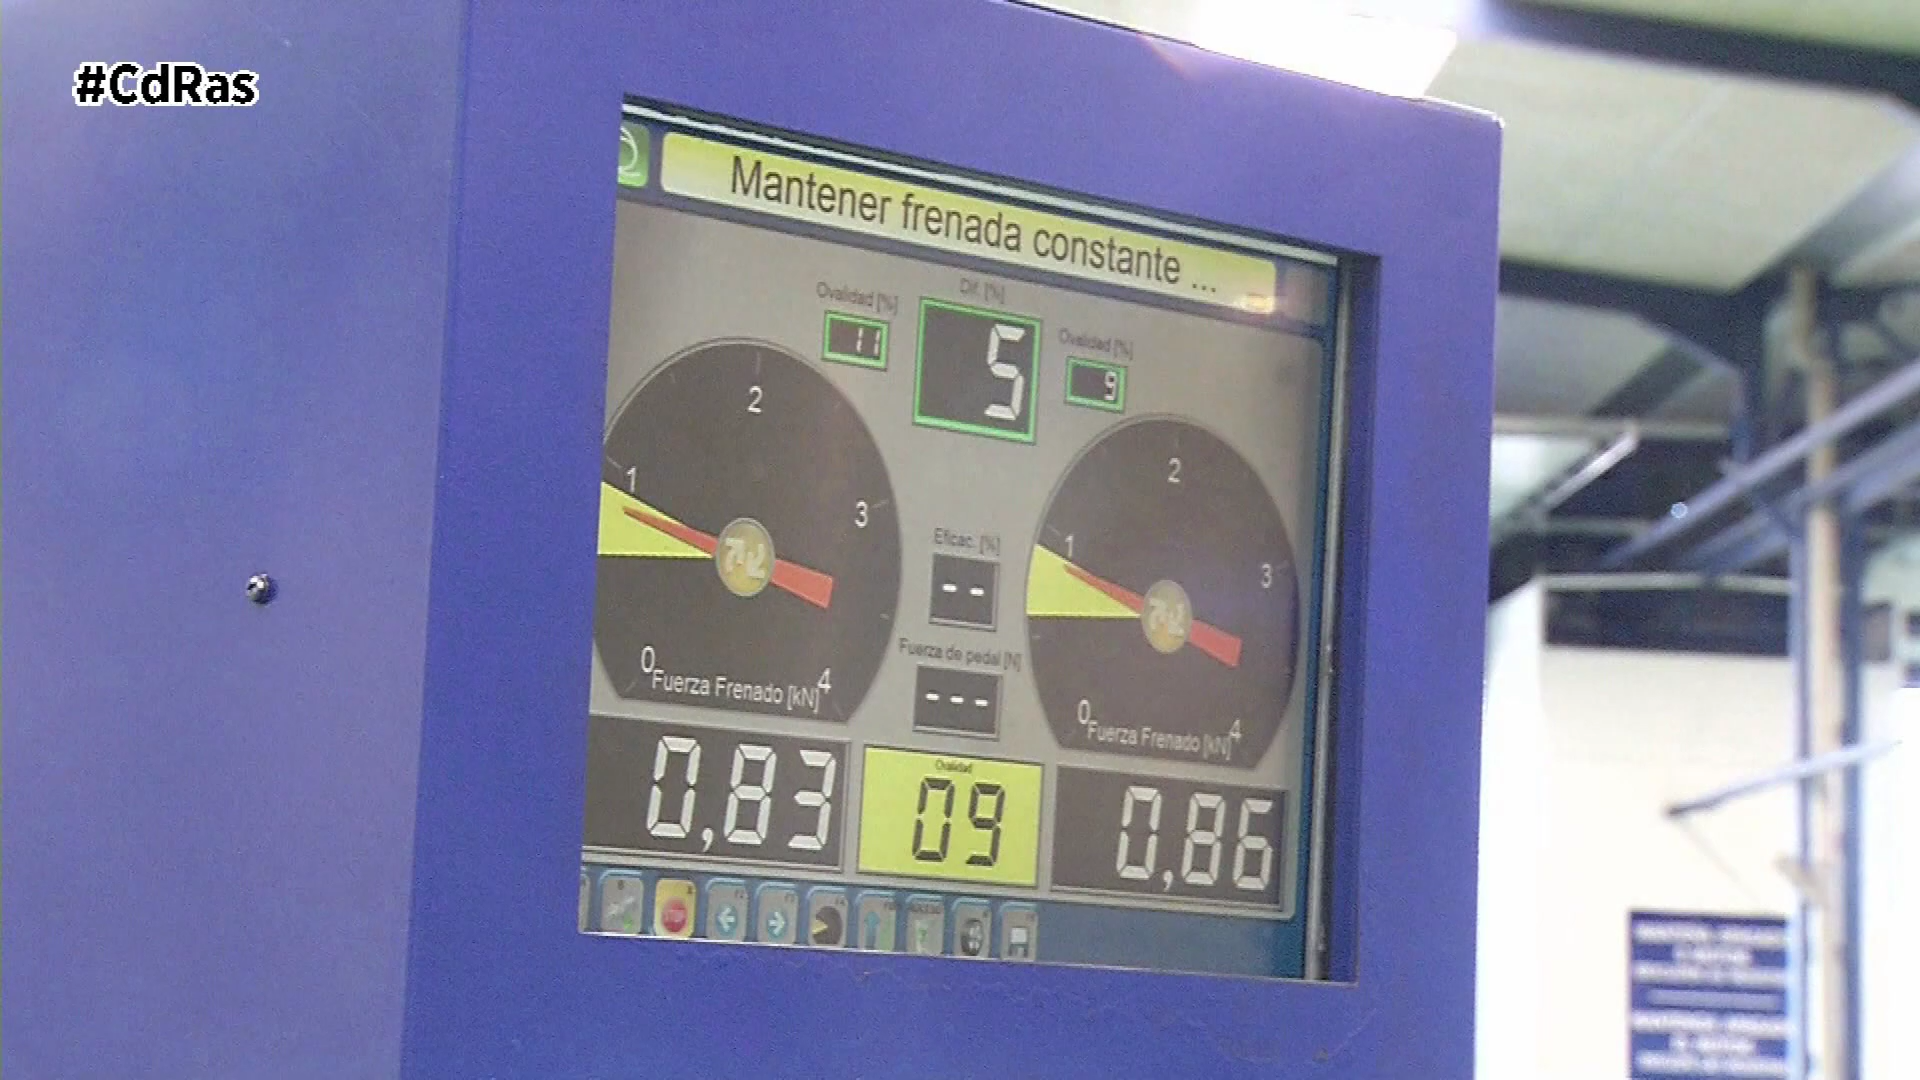 #CdRas
Mantener frenada constante ...
Dif. [%]
Ovalidad [%]
5
11
Ovalidad [%]
9
2
1
3
2
1
3
Eficac. [%]
--
Fuerza de pedal [N]
---
0
4
Fuerza Frenado [kN]
0
4
Fuerza Frenado [kN]
0,83
Ovalidad
09
0,86
STOP